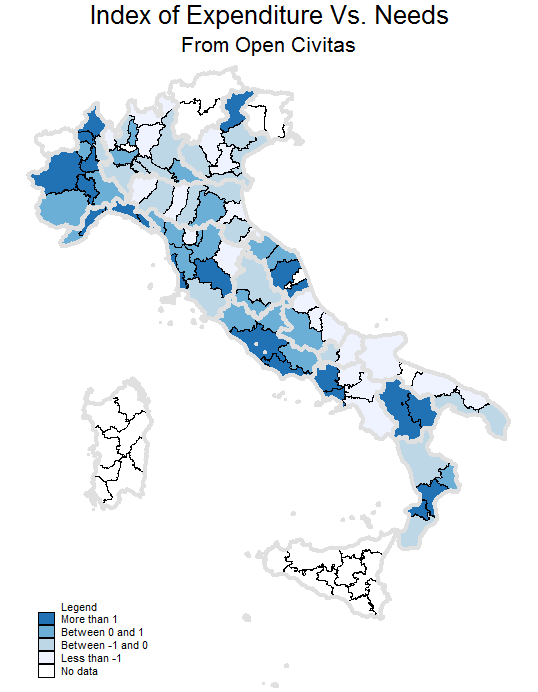 Index of Expenditure Vs. Needs
From Open Civitas
Legend
More than 1
Between 0 and 1
Between -1 and 0
Less than -1
No data